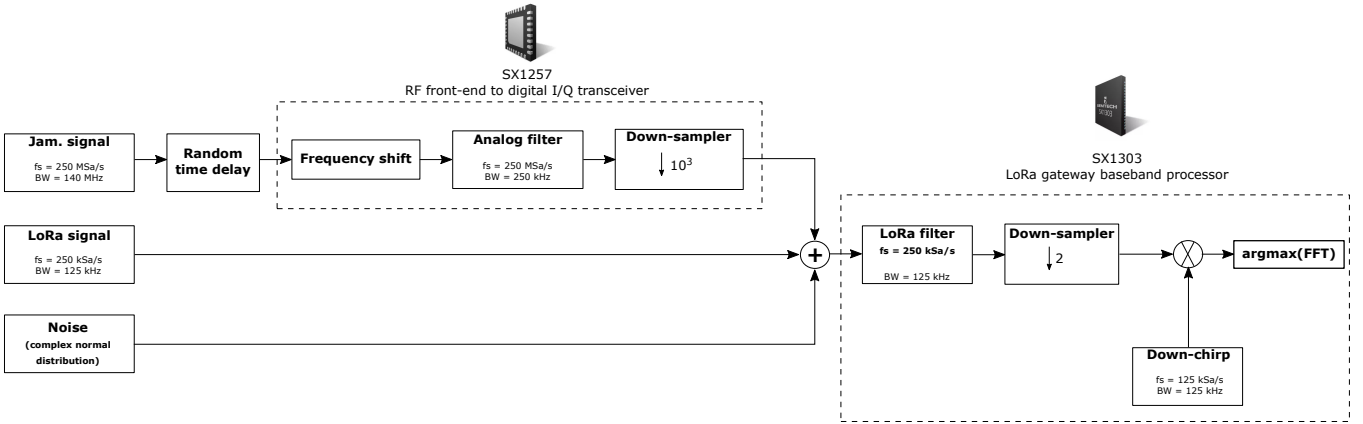 SX1257
RF front-end to digital I/Q transceiver
SX1303
LoRa gateway baseband processor
SEMTECH
SX1303
Jam. signal
fs = 250 MSa/s
BW = 140 MHz
Random
time delay
Frequency shift
Analog filter
fs = 250 MSa/s
BW = 250 kHz
Down-sampler
↓ 10³
LoRa signal
fs = 250 kSa/s
BW = 125 kHz
+
LoRa filter
fs = 250 kSa/s
BW = 125 kHz
Down-sampler
↓ 2
argmax(FFT)
Noise
(complex normal
distribution)
Down-chirp
fs = 125 kSa/s
BW = 125 kHz